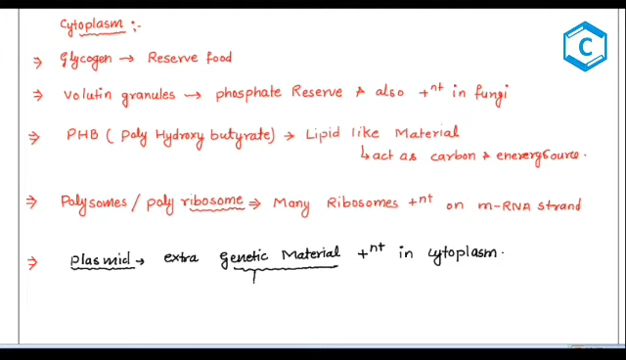 Cytoplasm :-
⇒ Glycogen → Reserve food
⇒ Volutin granules → phosphate Reserve & also +nt in fungi
⇒ PHB ( Poly Hydroxy butyrate) → Lipid like Material
↳ act as carbon & enerergy source.
⇒ Polysomes / poly ribosome ⇒ Many Ribosomes +nt on m-RNA strand
⇒ plasmid → extra genetic Material +nt in cytoplasm.
C